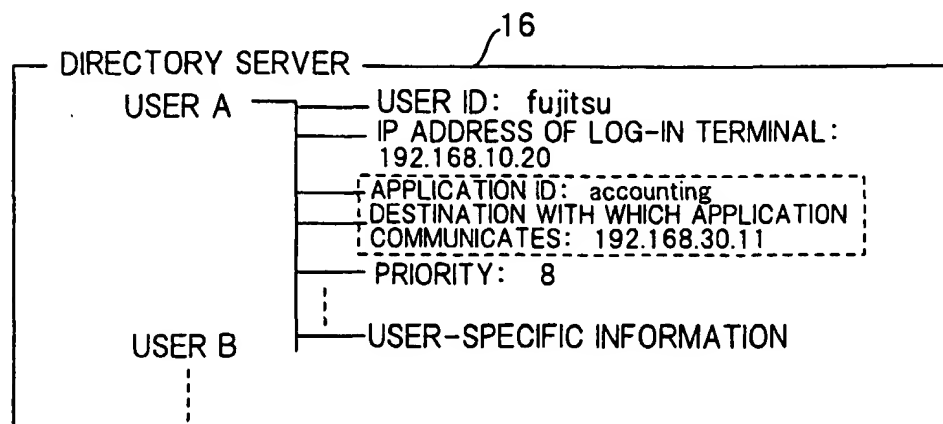 16
DIRECTORY SERVER
USER A
USER ID: fujitsu
IP ADDRESS OF LOG-IN TERMINAL:
192.168.10.20
APPLICATION ID: accounting
DESTINATION WITH WHICH APPLICATION
COMMUNICATES: 192.168.30.11
PRIORITY: 8
USER-SPECIFIC INFORMATION
USER B